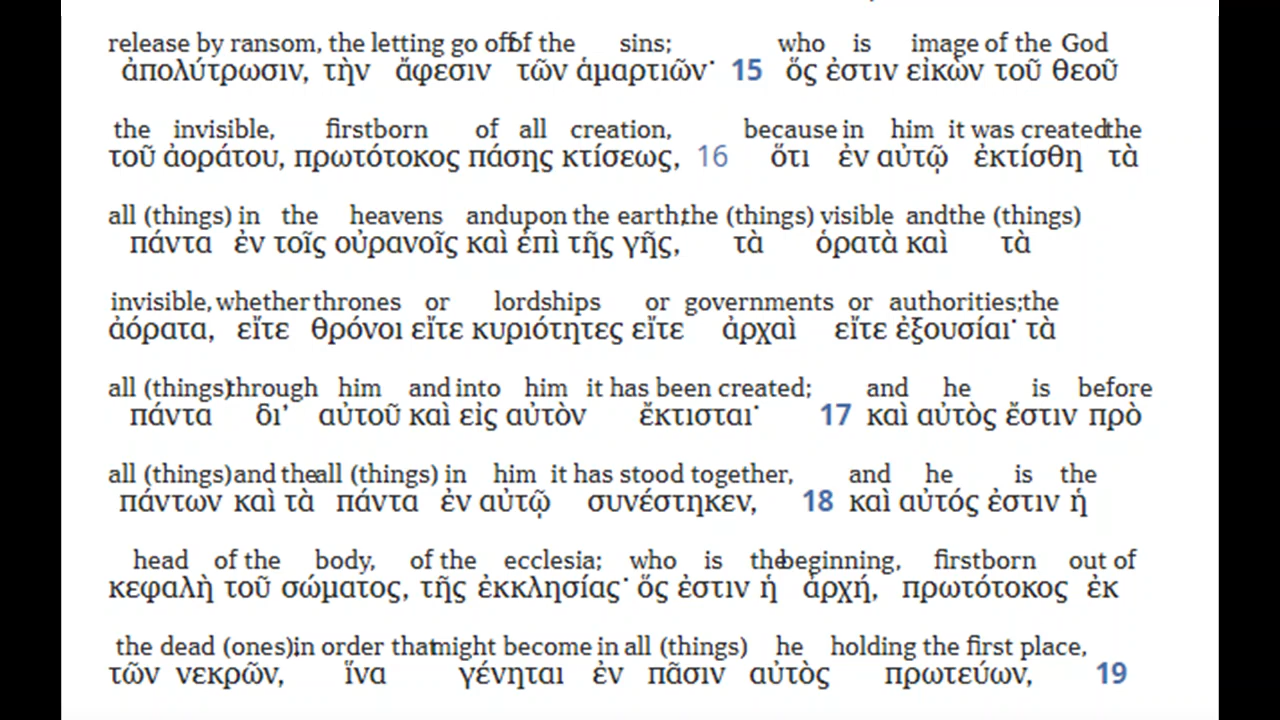 release by ransom, the letting go off of the sins; who is image of the God
ἀπολύτρωσιν, τὴν ἄφεσιν τῶν ἁμαρτιῶν· 15 ὅς ἐστιν εἰκὼν τοῦ θεοῦ
the invisible, firstborn of all creation, because in him it was created the
τοῦ ἀοράτου, πρωτότοκος πάσης κτίσεως, 16 ὅτι ἐν αὐτῷ ἐκτίσθη τὰ
all (things) in the heavens and upon the earth, the (things) visible and the (things)
πάντα ἐν τοῖς οὐρανοῖς καὶ ἐπὶ τῆς γῆς, τὰ ὁρατὰ καὶ τὰ
invisible, whether thrones or lordships or governments or authorities; the
ἀόρατα, εἴτε θρόνοι εἴτε κυριότητες εἴτε ἀρχαὶ εἴτε ἐξουσίαι· τὰ
all (things) through him and into him it has been created; and he is before
πάντα δι' αὐτοῦ καὶ εἰς αὐτὸν ἔκτισται· 17 καὶ αὐτὸς ἔστιν πρὸ
all (things) and the all (things) in him it has stood together, and he is the
πάντων καὶ τὰ πάντα ἐν αὐτῷ συνέστηκεν, 18 καὶ αὐτός ἐστιν ἡ
head of the body, of the ecclesia; who is the beginning, firstborn out of
κεφαλὴ τοῦ σώματος, τῆς ἐκκλησίας· ὅς ἐστιν ἡ ἀρχή, πρωτότοκος ἐκ
the dead (ones), in order that might become in all (things) he holding the first place,
τῶν νεκρῶν, ἵνα γένηται ἐν πᾶσιν αὐτὸς πρωτεύων, 19